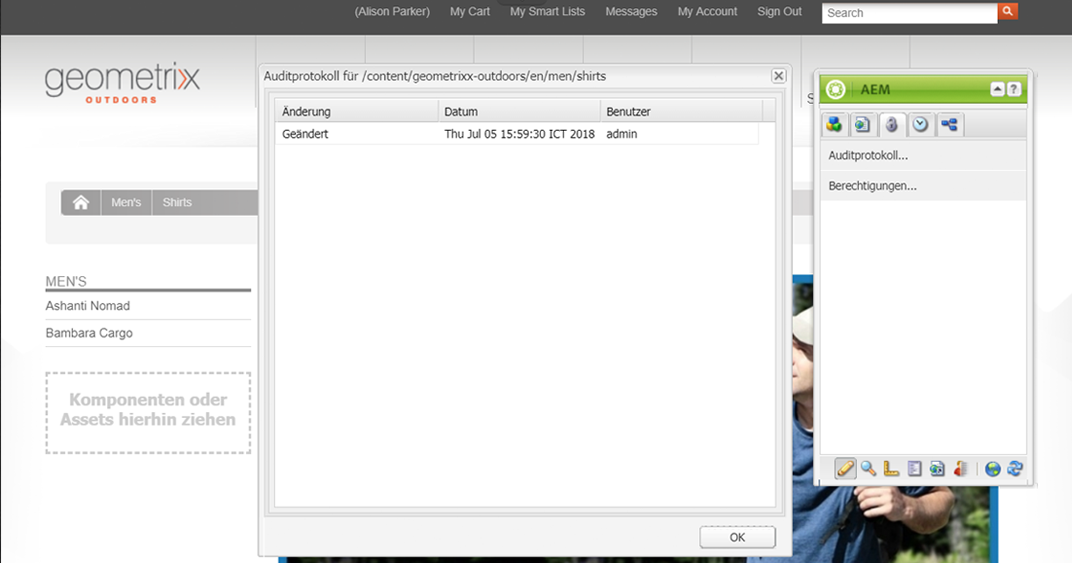 (Alison Parker) My Cart My Smart Lists Messages My Account Sign Out Search
geometrixx
OUTDOORS
Auditprotokoll für /content/geometrixx-outdoors/en/men/shirts
Änderung Datum Benutzer
Geändert Thu Jul 05 15:59:30 ICT 2018 admin
OK
AEM
?
Auditprotokoll...
Berechtigungen...
Men's Shirts
MEN'S
Ashanti Nomad
Bambara Cargo
Komponenten oder
Assets hierhin ziehen